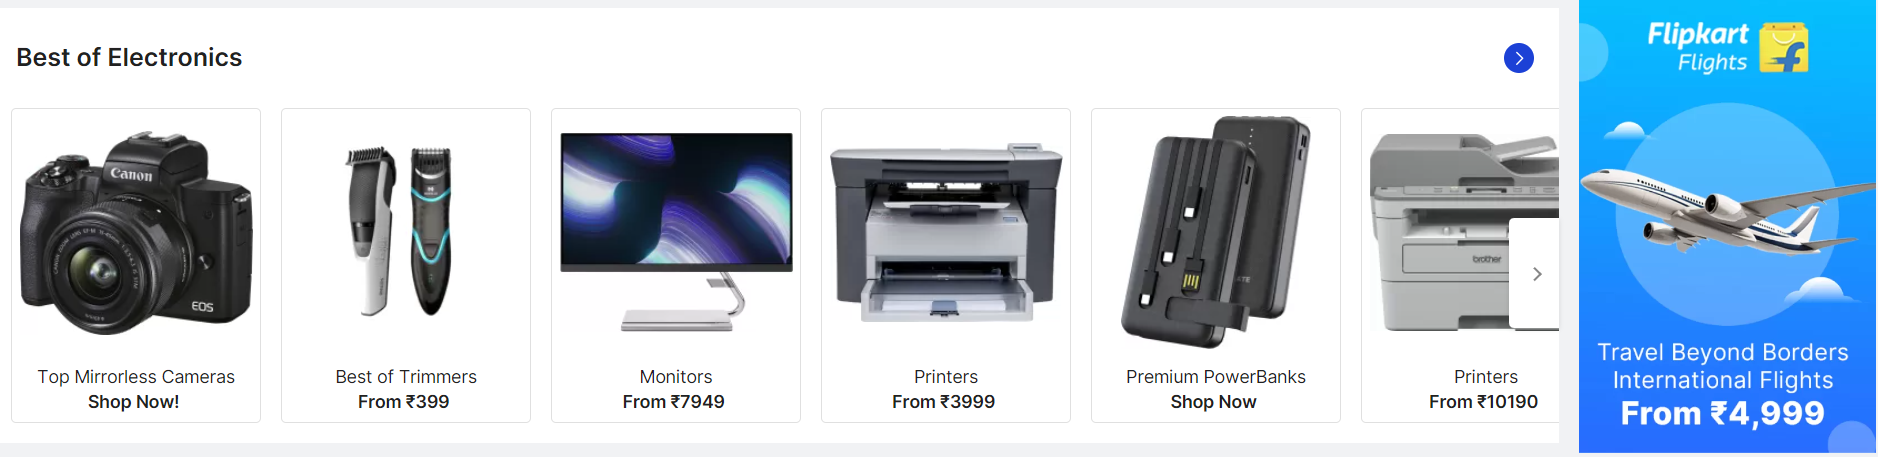 Best of Electronics
Canon
EOS
Top Mirrorless Cameras
Shop Now!
Best of Trimmers
From ₹399
Monitors
From ₹7949
Printers
From ₹3999
Premium PowerBanks
Shop Now
brother
Printers
From ₹10190
Flipkart
Flights
Travel Beyond Borders
International Flights
From ₹4,999